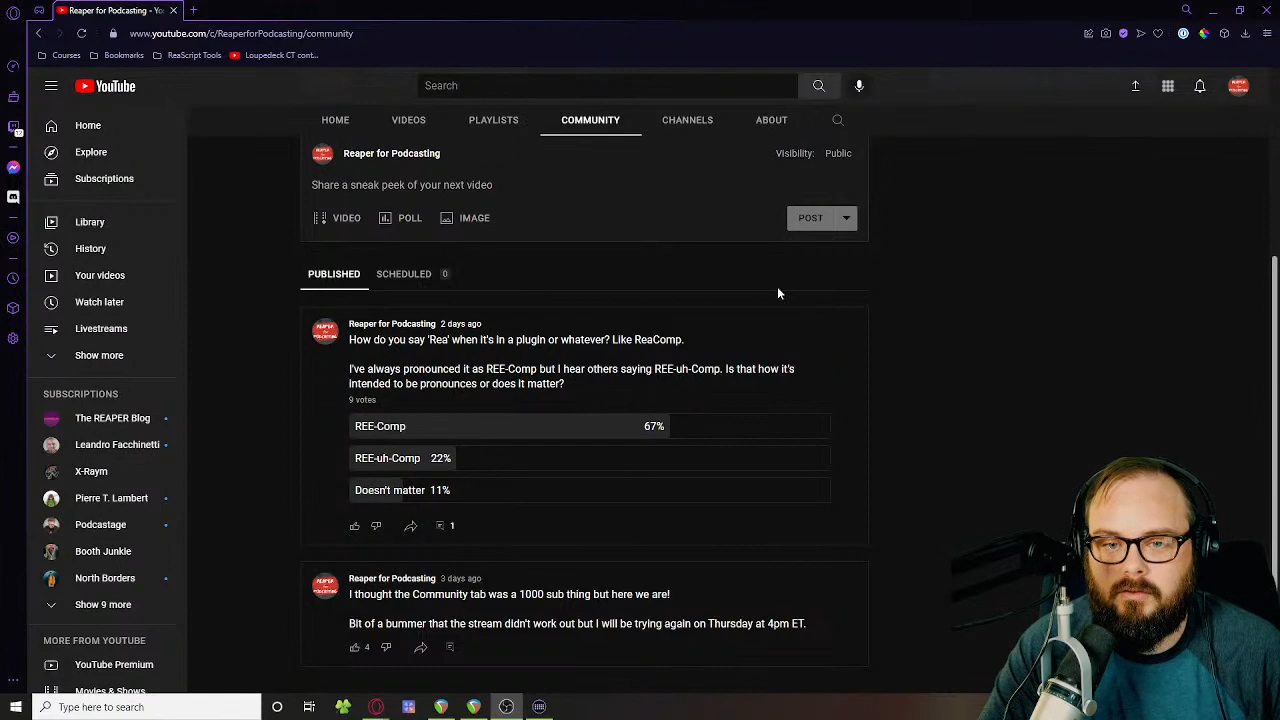 Reaper for Podcasting - Yo
www.youtube.com/c/ReaperforPodcasting/community
Courses
Bookmarks
ReaScript Tools
Loupedeck CT cont...
YouTube
Search
Home
Explore
Subscriptions
Library
History
Your videos
Watch later
Livestreams
Show more
SUBSCRIPTIONS
The REAPER Blog
Leandro Facchinetti
X-Raym
Pierre T. Lambert
Podcastage
Booth Junkie
North Borders
Show 9 more
MORE FROM YOUTUBE
YouTube Premium
Movies & Shows
12
HOME
VIDEOS
PLAYLISTS
COMMUNITY
CHANNELS
ABOUT
Reaper for Podcasting
Visibility: Public
Share a sneak peek of your next video
VIDEO
POLL
IMAGE
POST
PUBLISHED
SCHEDULED 0
Reaper for Podcasting 2 days ago
How do you say 'Rea' when it's in a plugin or whatever? Like ReaComp.
I've always pronounced it as REE-Comp but I hear others saying REE-uh-Comp. Is that how it's
intended to be pronounces or does it matter?
9 votes
REE-Comp 67%
REE-uh-Comp 22%
Doesn't matter 11%
1
Reaper for Podcasting 3 days ago
I thought the Community tab was a 1000 sub thing but here we are!
Bit of a bummer that the stream didn't work out but I will be trying again on Thursday at 4pm ET.
4
Type here to search